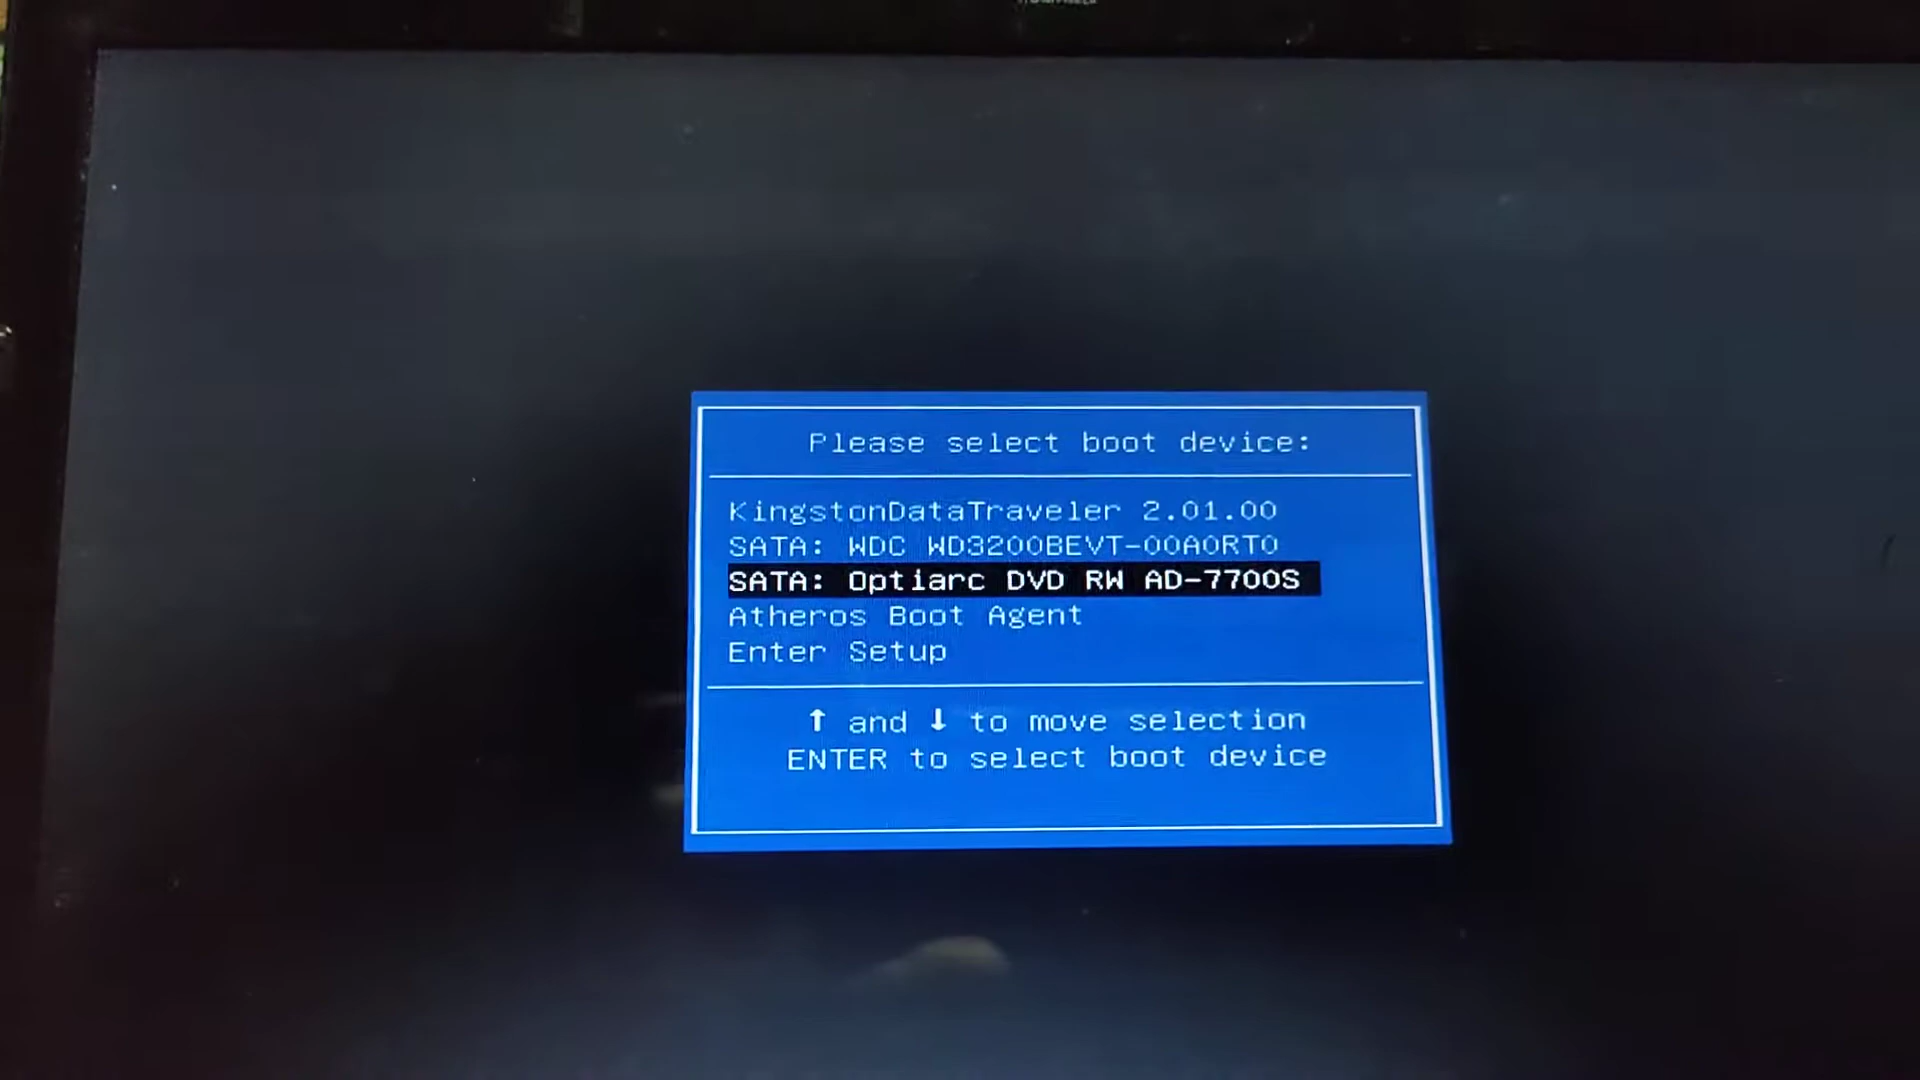 Please select boot device:
KingstonDataTraveler 2.01.00
SATA: WDC WD3200BEVT-00A0RT0
SATA: Optiarc DVD RW AD-7700S
Atheros Boot Agent
Enter Setup
↑ and ↓ to move selection
ENTER to select boot device